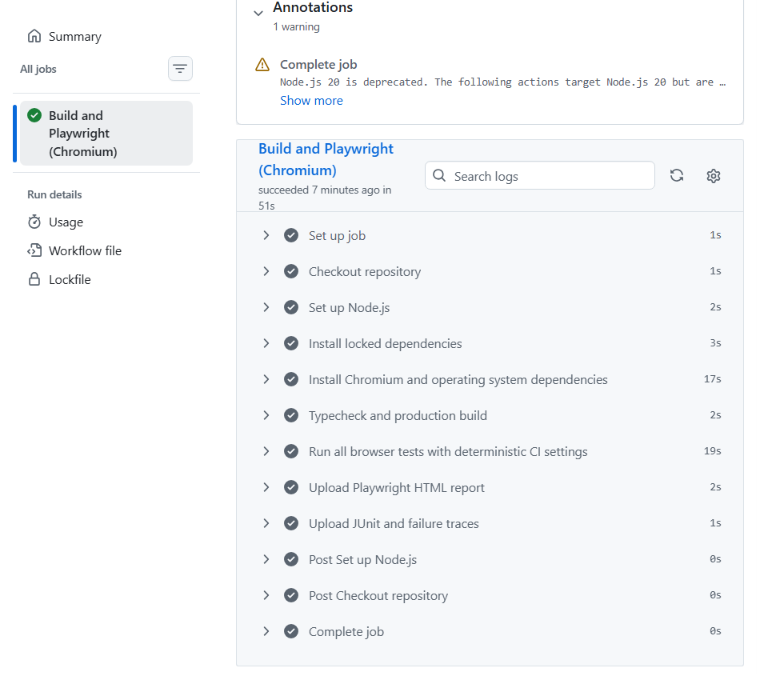 Summary
All jobs
Build and
Playwright
(Chromium)
Run details
Usage
Workflow file
Lockfile
Annotations
1 warning
Complete job
Node.js 20 is deprecated. The following actions target Node.js 20 but are …
Show more
Build and Playwright
(Chromium)
succeeded 7 minutes ago in
51s
Search logs
Set up job 1s
Checkout repository 1s
Set up Node.js 2s
Install locked dependencies 3s
Install Chromium and operating system dependencies 17s
Typecheck and production build 2s
Run all browser tests with deterministic CI settings 19s
Upload Playwright HTML report 2s
Upload JUnit and failure traces 1s
Post Set up Node.js 0s
Post Checkout repository 0s
Complete job 0s